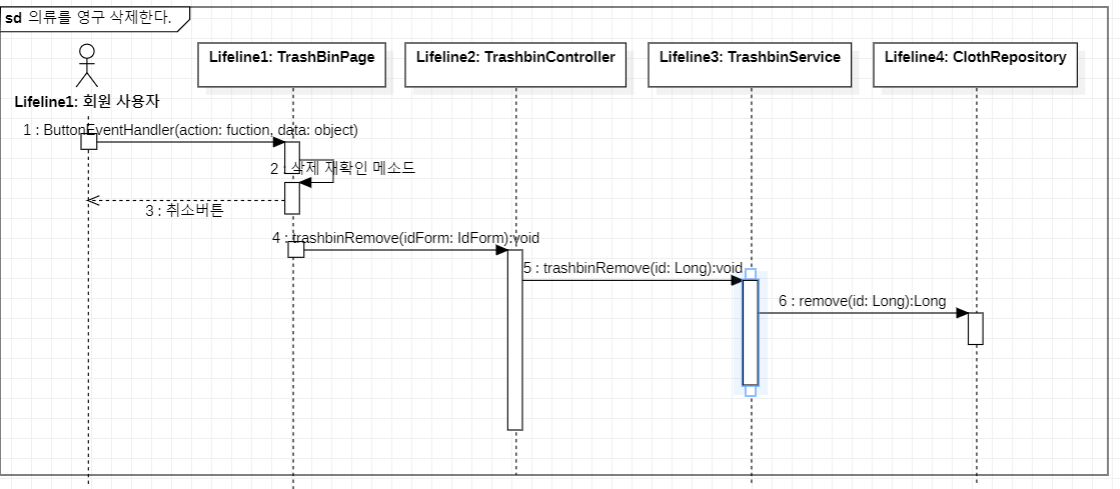 sd 의류를 영구 삭제한다.
Lifeline1: TrashBinPage
Lifeline2: TrashbinController
Lifeline3: TrashbinService
Lifeline4: ClothRepository
Lifeline1: 회원 사용자
1 : ButtonEventHandler(action: fuction, data: object)
2 : 삭제 재확인 메소드
3 : 취소버튼
4 : trashbinRemove(idForm: IdForm):void
5 : trashbinRemove(id: Long):void
6 : remove(id: Long):Long